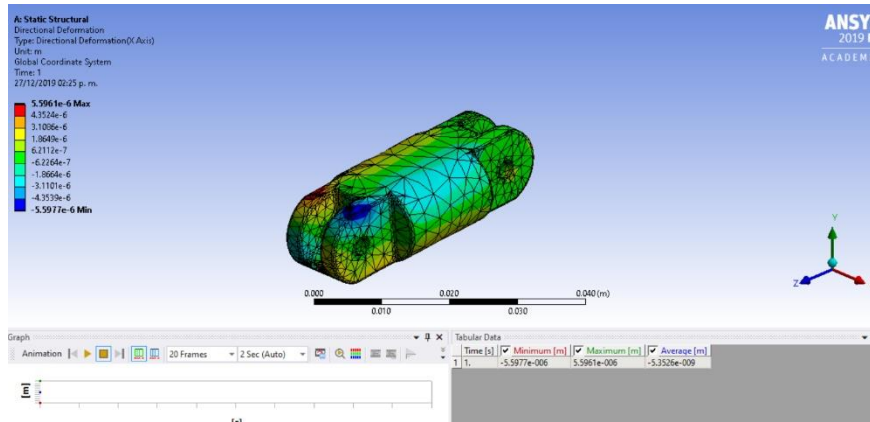 A: Static Structural
Directional Deformation
Type: Directional Deformation(X Axis)
Unit: m
Global Coordinate System
Time: 1
27/12/2019 02:25 p. m.
5.5961e-6 Max
4.3524e-6
3.1086e-6
1.8649e-6
6.2112e-7
-6.2264e-7
-1.8664e-6
-3.1101e-6
-4.3539e-6
-5.5977e-6 Min
ANSY
2019
ACADEM
Y
Z
0.000 0.020 0.040 (m)
0.010 0.030
Graph
Animation 20 Frames 2 Sec (Auto)
[m]
Tabular Data
Time [s] Minimum [m] Maximum [m] Average [m]
1 1. -5.5977e-006 5.5961e-006 -5.3526e-009